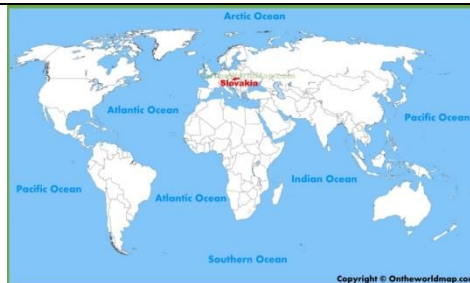 Arctic Ocean
Slovakia
Atlantic Ocean
Pacific Ocean
Indian Ocean
Pacific Ocean
Atlantic Ocean
Southern Ocean
Copyright © Ontheworldmap.com